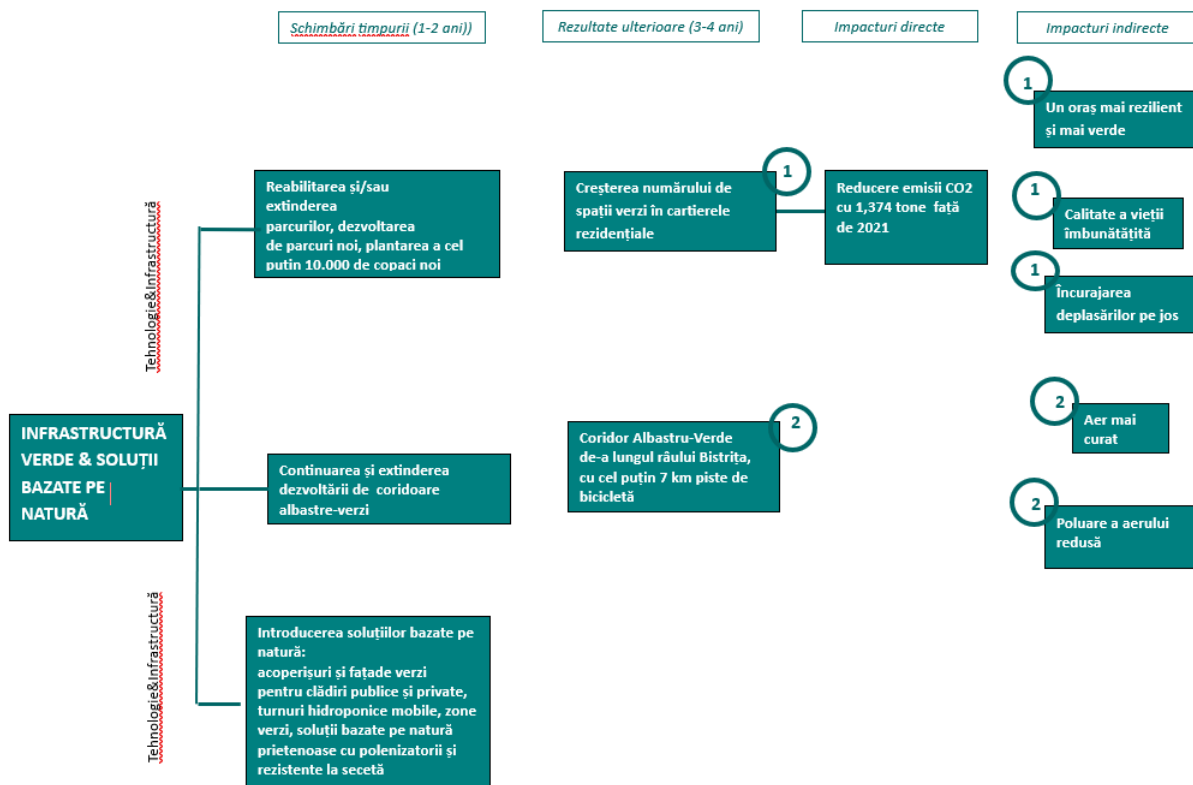 Schimbări timpurii (1-2 ani))
Rezultate ulterioare (3-4 ani)
Impacturi directe
Impacturi indirecte
1
Un oraș mai rezilient
și mai verde
Tehnologie&Infrastructură
Reabilitarea și/sau
extinderea
parcurilor, dezvoltarea
de parcuri noi, plantarea a cel
putin 10.000 de copaci noi
Creșterea numărului de
spații verzi în cartierele
rezidențiale
1
Reducere emisii CO2
cu 1,374 tone față
de 2021
1
Calitate a vieții
îmbunătățită
1
Încurajarea
deplasărilor pe jos
INFRASTRUCTURĂ
VERDE & SOLUȚII
BAZATE PE
NATURĂ
Continuarea și extinderea
dezvoltării de coridoare
albastre-verzi
Coridor Albastru-Verde
de-a lungul râului Bistrița,
cu cel puțin 7 km piste de
bicicletă
2
2
Aer mai
curat
2
Poluare a aerului
redusă
Tehnologie&Infrastructură
Introducerea soluțiilor bazate pe
natură:
acoperișuri și fațade verzi
pentru clădiri publice și private,
turnuri hidroponice mobile, zone
verzi, soluții bazate pe natură
prietenoase cu polenizatorii și
rezistente la secetă